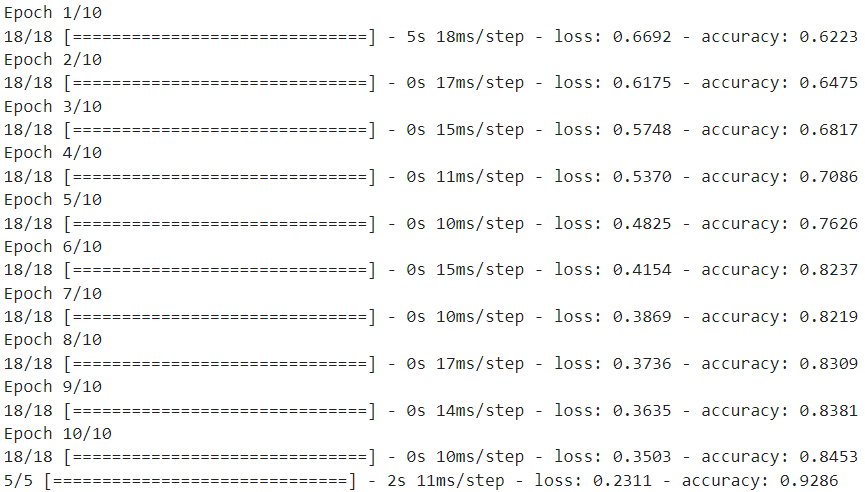 Epoch 1/10
18/18 [==============================] - 5s 18ms/step - loss: 0.6692 - accuracy: 0.6223
Epoch 2/10
18/18 [==============================] - 0s 17ms/step - loss: 0.6175 - accuracy: 0.6475
Epoch 3/10
18/18 [==============================] - 0s 15ms/step - loss: 0.5748 - accuracy: 0.6817
Epoch 4/10
18/18 [==============================] - 0s 11ms/step - loss: 0.5370 - accuracy: 0.7086
Epoch 5/10
18/18 [==============================] - 0s 10ms/step - loss: 0.4825 - accuracy: 0.7626
Epoch 6/10
18/18 [==============================] - 0s 15ms/step - loss: 0.4154 - accuracy: 0.8237
Epoch 7/10
18/18 [==============================] - 0s 10ms/step - loss: 0.3869 - accuracy: 0.8219
Epoch 8/10
18/18 [==============================] - 0s 17ms/step - loss: 0.3736 - accuracy: 0.8309
Epoch 9/10
18/18 [==============================] - 0s 14ms/step - loss: 0.3635 - accuracy: 0.8381
Epoch 10/10
18/18 [==============================] - 0s 10ms/step - loss: 0.3503 - accuracy: 0.8453
5/5 [==============================] - 2s 11ms/step - loss: 0.2311 - accuracy: 0.9286